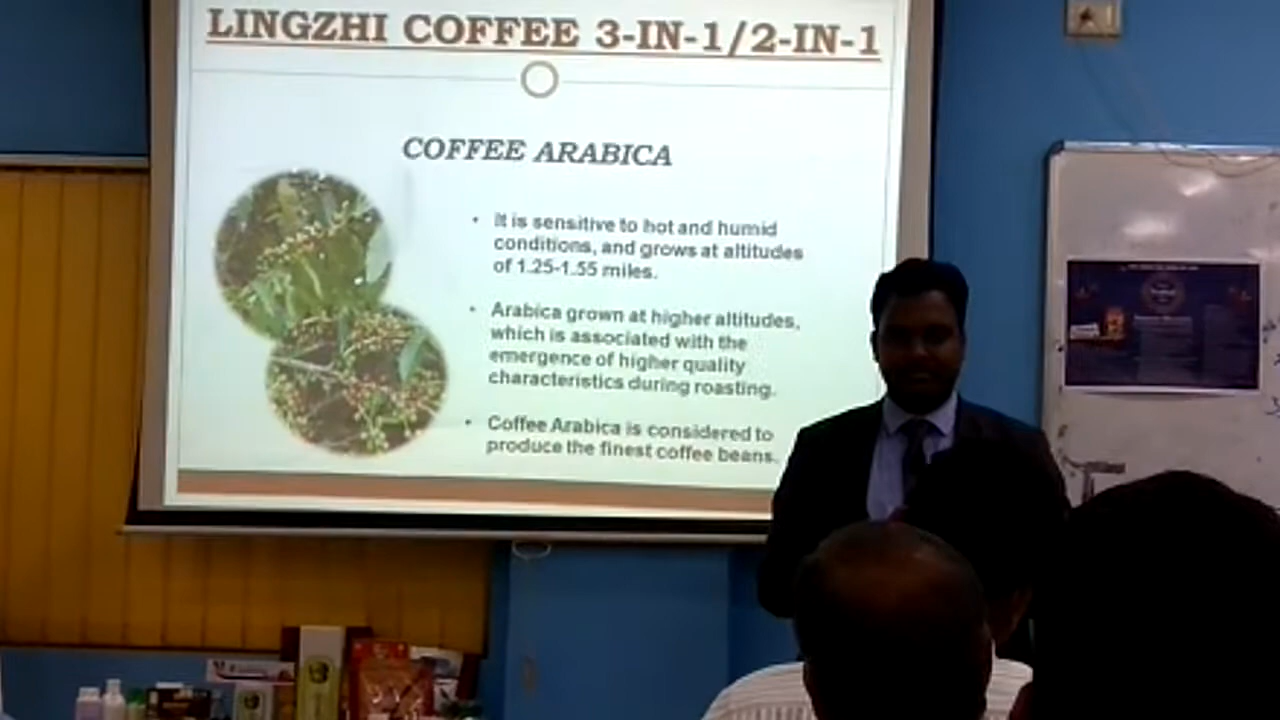 LINGZHI COFFEE 3-IN-1/2-IN-1
COFFEE ARABICA
• It is sensitive to hot and humid
conditions, and grows at altitudes
of 1.25-1.55 miles.
• Arabica grown at higher altitudes,
which is associated with the
emergence of higher quality
characteristics during roasting.
• Coffee Arabica is considered to
produce the finest coffee beans.